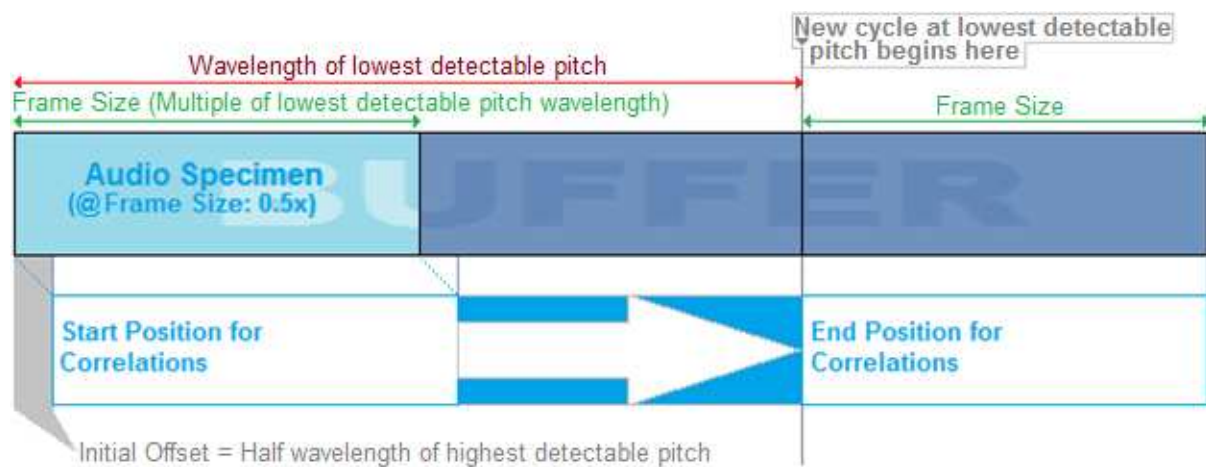 New cycle at lowest detectable
pitch begins here
Wavelength of lowest detectable pitch
Frame Size (Multiple of lowest detectable pitch wavelength)
Frame Size
Audio Specimen
(@Frame Size: 0.5x)
BUFFER
Start Position for
Correlations
End Position for
Correlations
Initial Offset = Half wavelength of highest detectable pitch